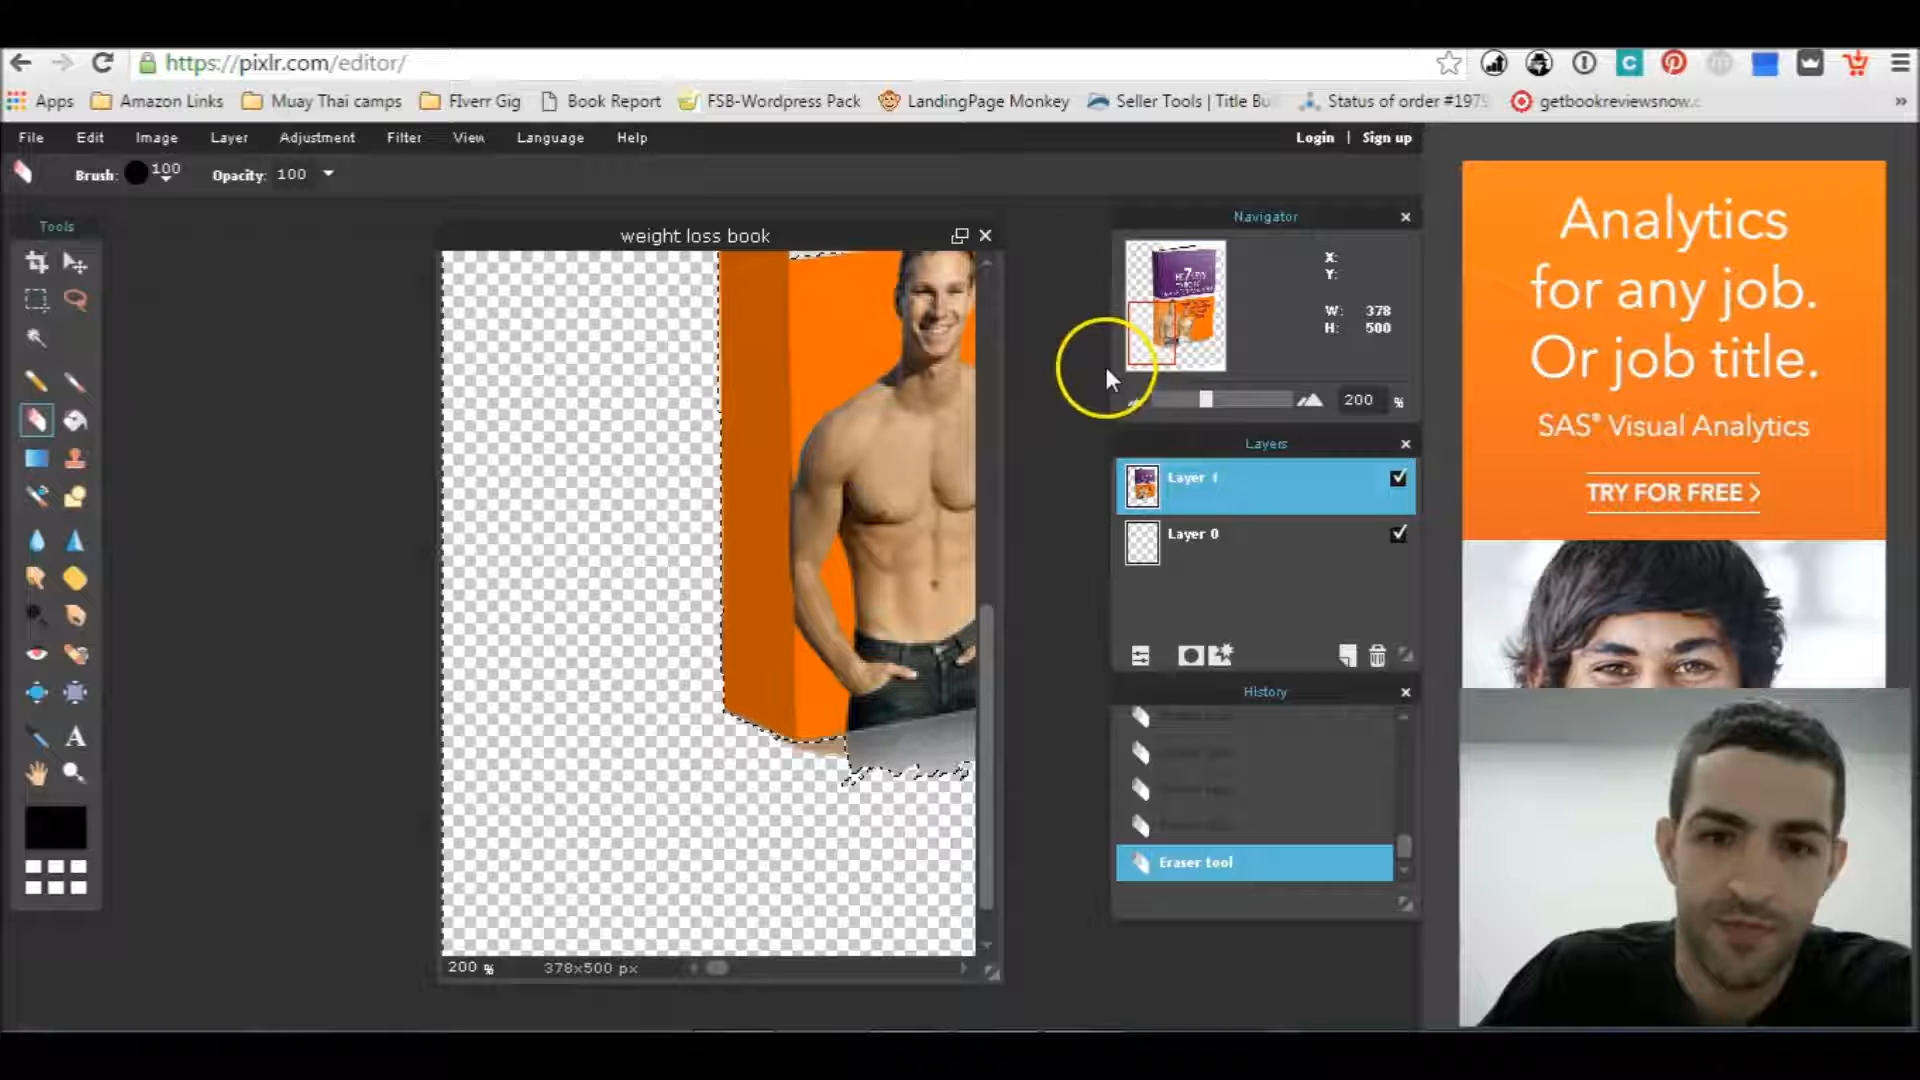 https://pixlr.com/editor/
Apps Amazon Links Muay Thai camps FIverr Gig Book Report FSB-Wordpress Pack LandingPage Monkey Seller Tools | Title Bu Status of order #1979 getbookreviewsnow.c »
File Edit Image Layer Adjustment Filter View Language Help Login | Sign up
Brush: 100 Opacity: 100
Tools
weight loss book
Navigator
X:
Y:
W: 378
H: 500
200 %
Layers
Layer 1
Layer 0
History
Eraser tool
200 % 378x500 px
Analytics
for any job.
Or job title.
SAS® Visual Analytics
TRY FOR FREE >